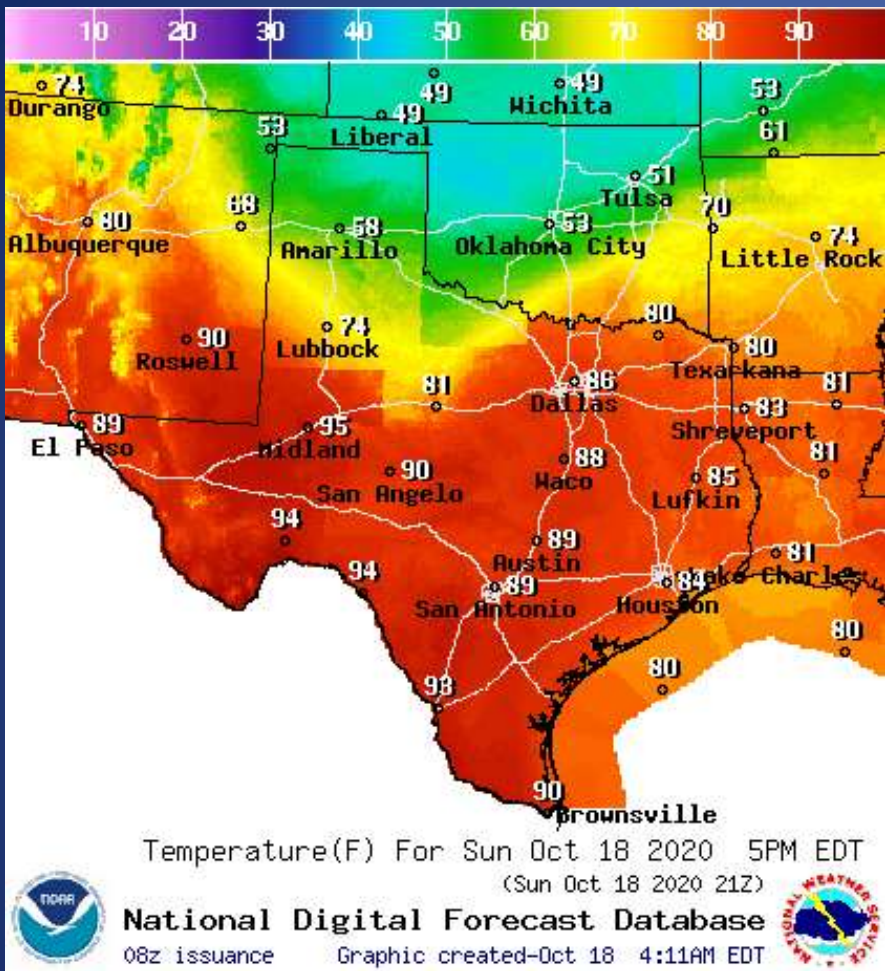 10 20 30 40 50 60 70 80 90
74 49 49 53
Durango Wichita
49
Liberal
53 61
51
Tulsa
80 68 58 53 70 74
Albuquerque Amarillo Oklahoma City Little Rock
90 74 80
Roswell Lubbock
80
Texarkana
81 86 83 81
Dallas
89 95 Shreveport
El Paso Midland
90 88 85 81
San Angelo Waco Lufkin
94 89 81
Austin
94 89 84 Lake Charles
San Antonio Houston
93 80 80
90
Brownsville
Temperature(F) For Sun Oct 18 2020 5PM EDT
(Sun Oct 18 2020 21Z)
National Digital Forecast Database
08z issuance Graphic created-Oct 18 4:11AM EDT
NOAA
NATIONAL WEATHER SERVICE